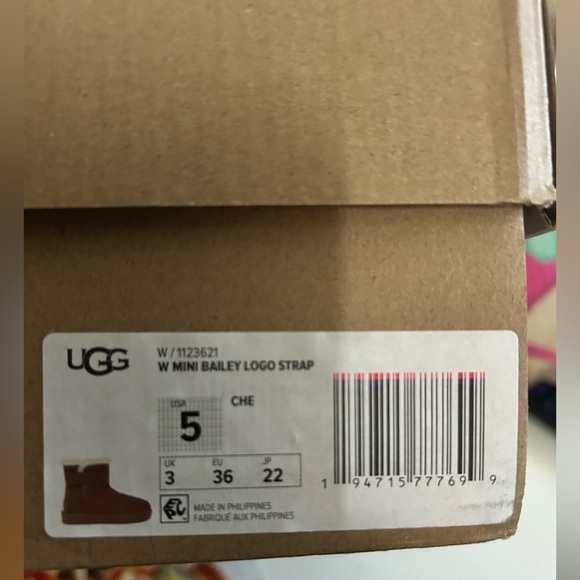 UGG
W / 1123621
W MINI BAILEY LOGO STRAP
USA
5
CHE
UK EU JP
3 36 22
MADE IN PHILIPPINES
FABRIQUÉ AUX PHILIPPINES
1 94715 77769 9